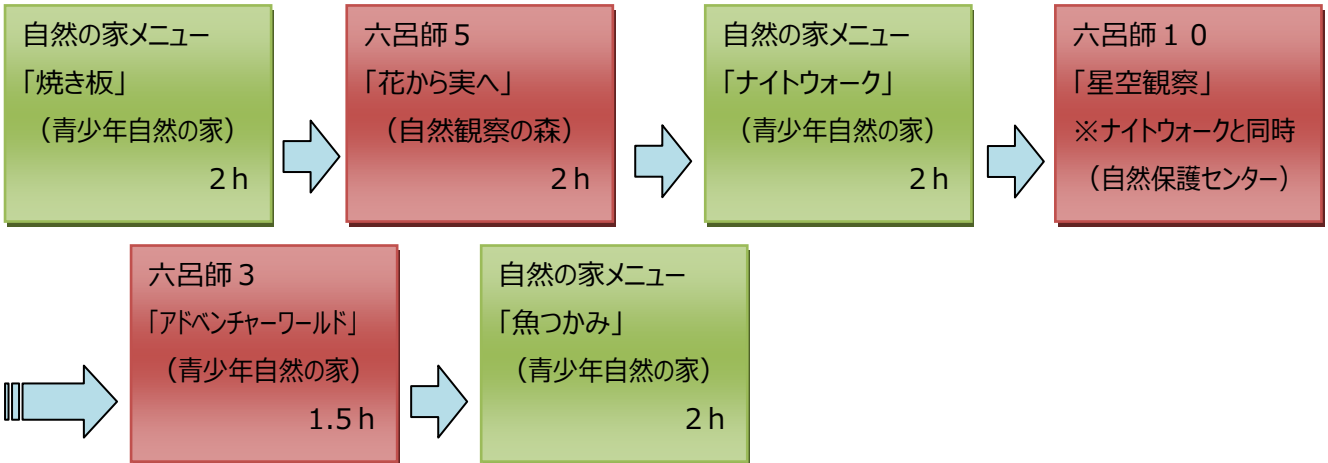 自然の家メニュー
「焼き板」
（青少年自然の家）
２ｈ
六呂師５
「花から実へ」
（自然観察の森）
２ｈ
自然の家メニュー
「ナイトウォーク」
（青少年自然の家）
２ｈ
六呂師１０
「星空観察」
※ナイトウォークと同時
（自然保護センター）
六呂師３
「アドベンチャーワールド」
（青少年自然の家）
1.5ｈ
自然の家メニュー
「魚つかみ」
（青少年自然の家）
２ｈ